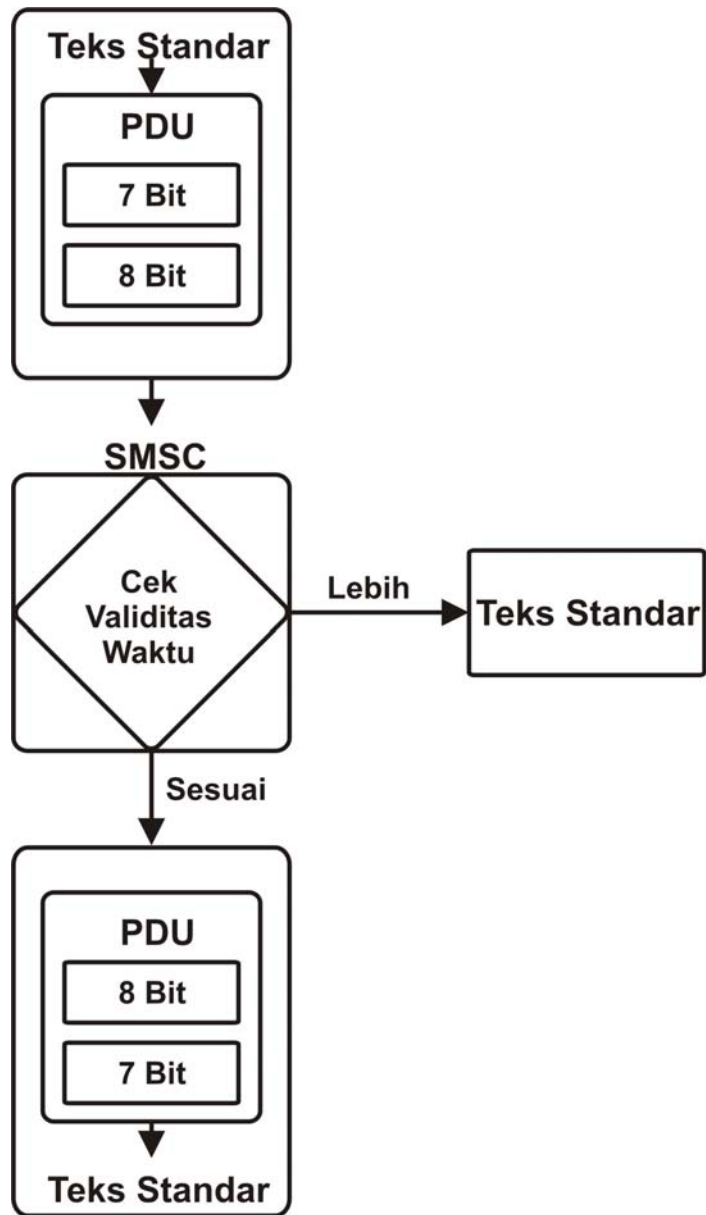 Teks Standar
PDU
7 Bit
8 Bit
SMSC
Cek
Validitas
Waktu
Lebih
Teks Standar
Sesuai
PDU
8 Bit
7 Bit
Teks Standar